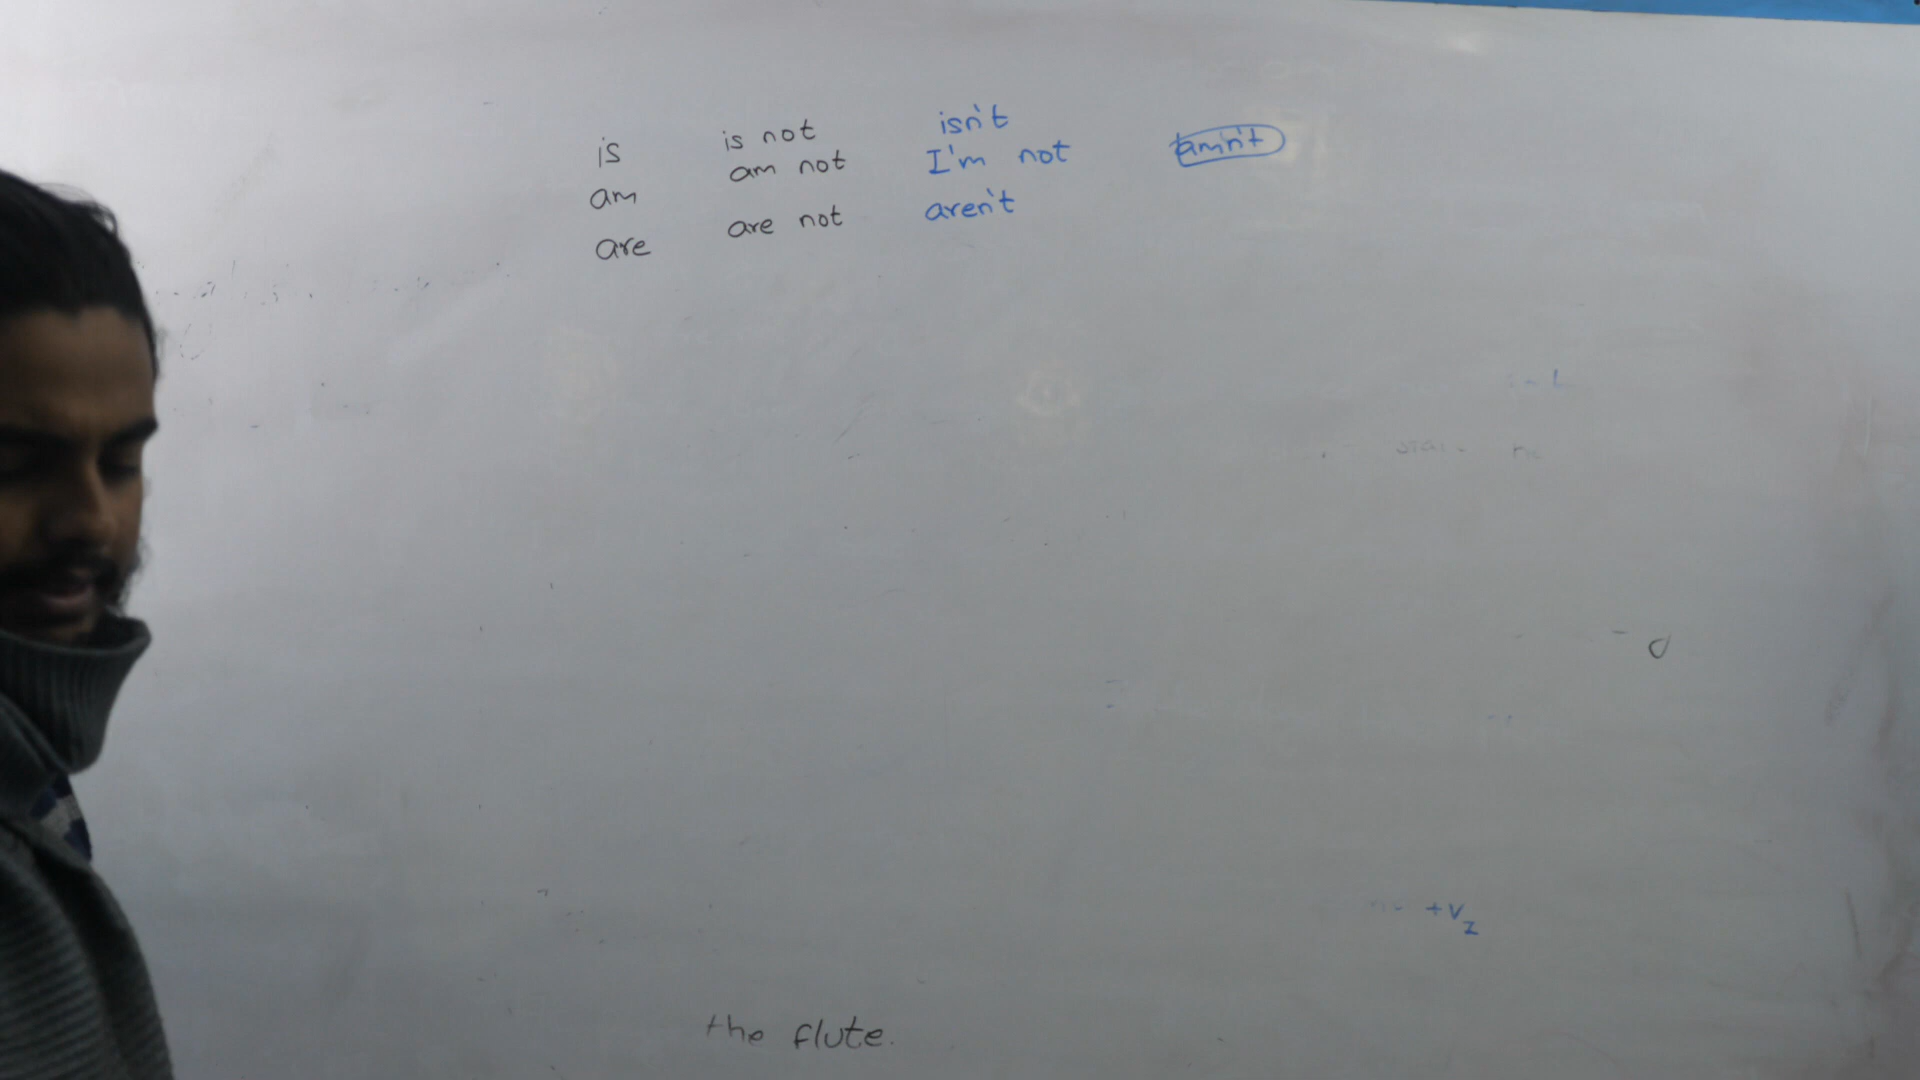 is is not isn't
am am not I'm not amn't
are are not aren't
+V
the flute.